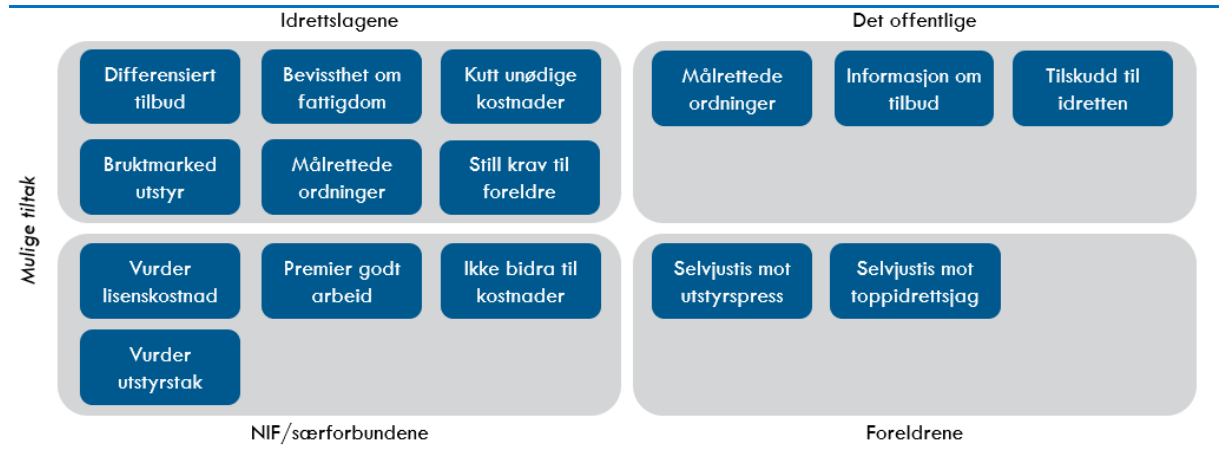 Idrettslagene
Det offentlige
Differensiert
tilbud
Bevissthet om
fattigdom
Kutt unødige
kostnader
Målrettede
ordninger
Informasjon om
tilbud
Tilskudd til
idretten
Bruktmarked
utstyr
Målrettede
ordninger
Still krav til
foreldre
Mulige tiltak
Vurder
lisenskostnad
Premier godt
arbeid
Ikke bidra til
kostnader
Selvjustis mot
utstyrspress
Selvjustis mot
toppidrettsjag
Vurder
utstyrstak
NIF/særforbundene
Foreldrene